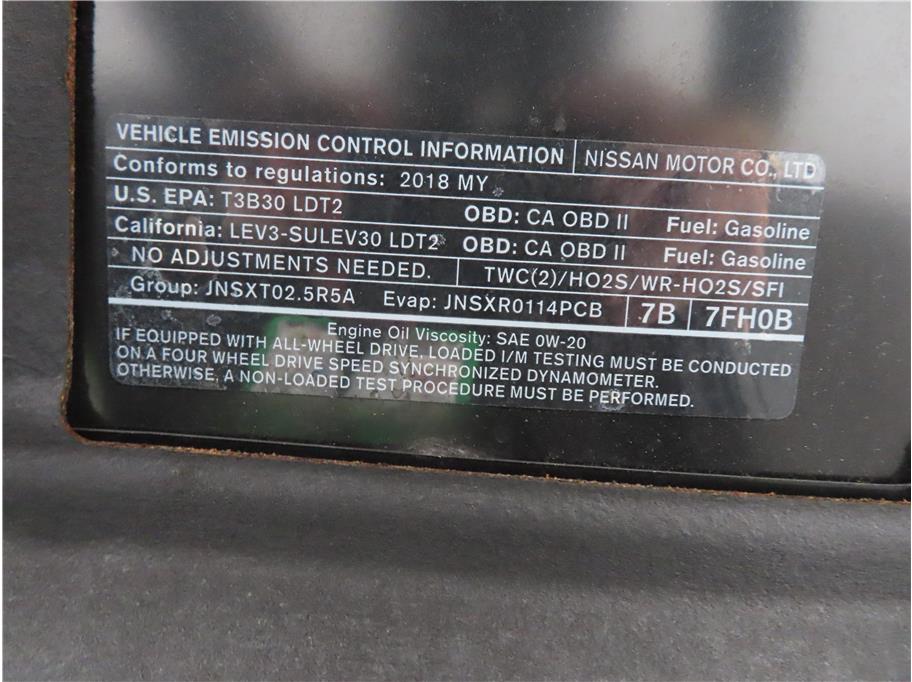 VEHICLE EMISSION CONTROL INFORMATION NISSAN MOTOR CO., LTD
Conforms to regulations: 2018 MY
U.S. EPA: T3B30 LDT2 OBD: CA OBD II Fuel: Gasoline
California: LEV3-SULEV30 LDT2 OBD: CA OBD II Fuel: Gasoline
NO ADJUSTMENTS NEEDED. TWC(2)/HO2S/WR-HO2S/SFI
Group: JNSXT02.5R5A Evap: JNSXR0114PCB 7B 7FH0B
Engine Oil Viscosity: SAE 0W-20
IF EQUIPPED WITH ALL-WHEEL DRIVE, LOADED I/M TESTING MUST BE CONDUCTED
ON A FOUR WHEEL DRIVE SPEED SYNCHRONIZED DYNAMOMETER.
OTHERWISE, A NON-LOADED TEST PROCEDURE MUST BE PERFORMED.